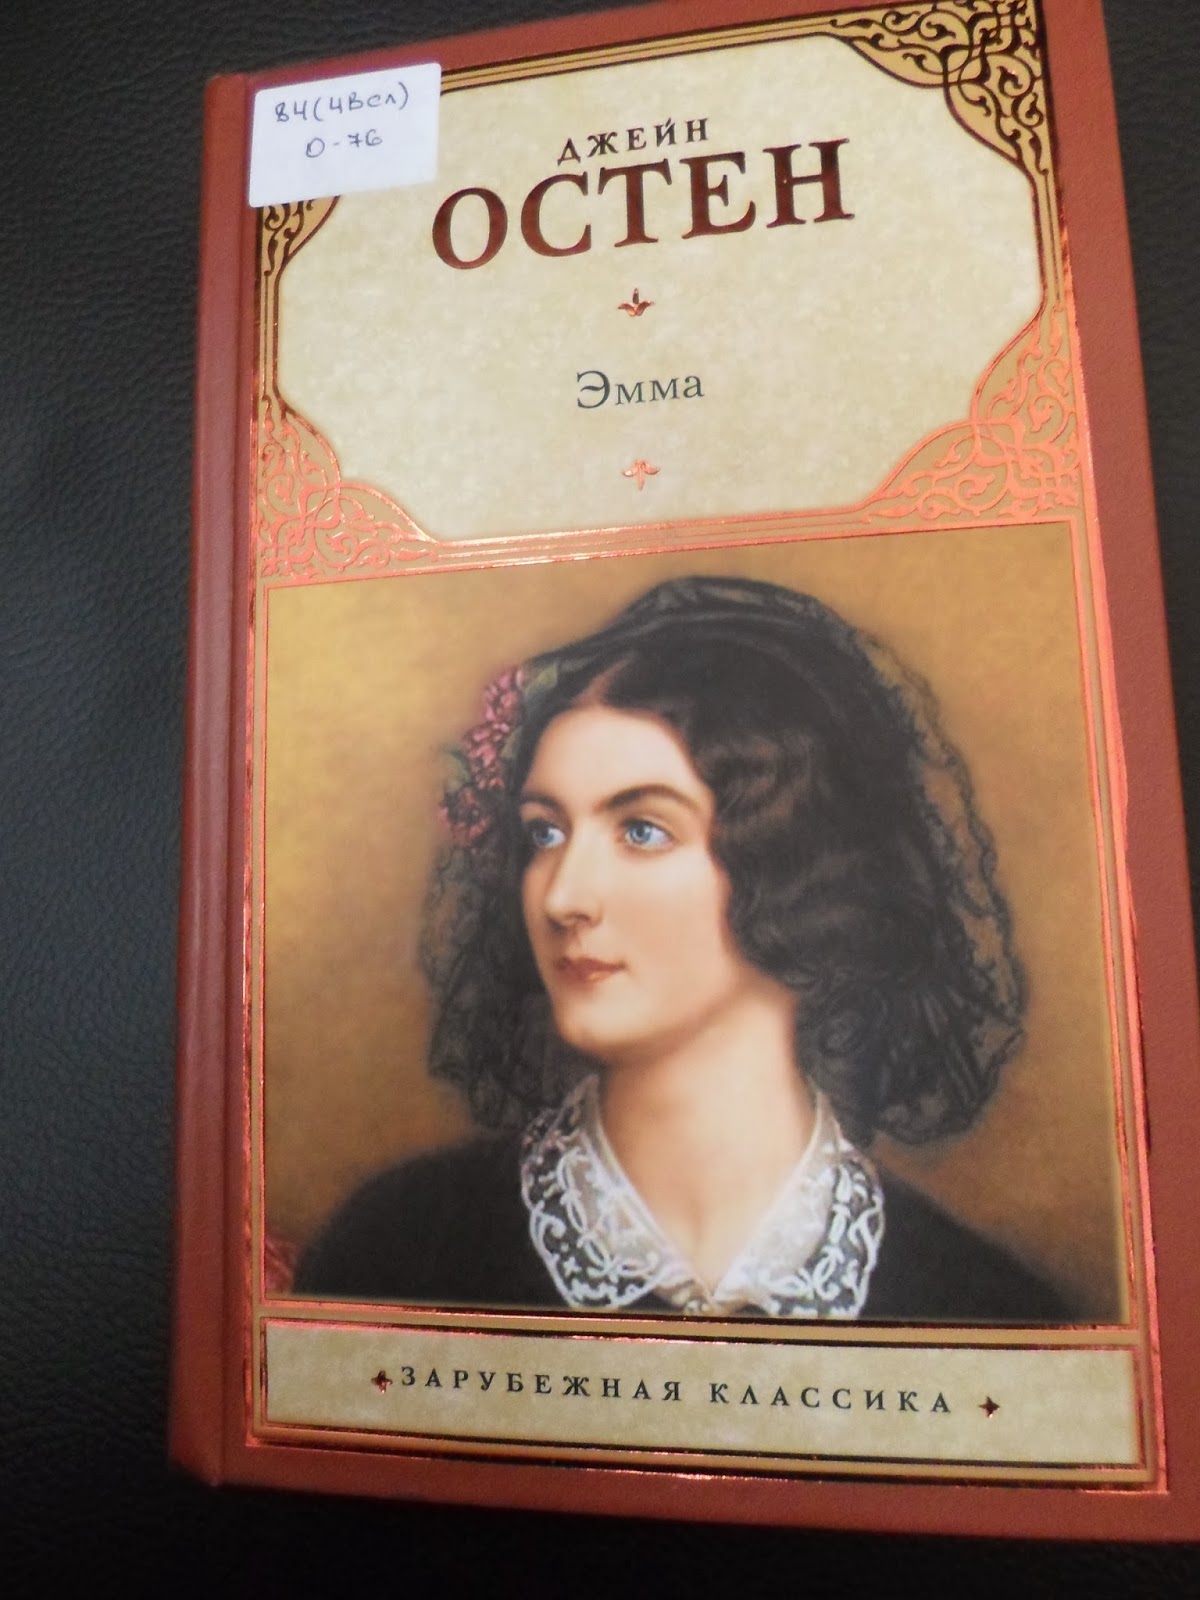 84(4Вел)
О-76
ДЖЕЙН
ОСТЕН
Эмма
ЗАРУБЕЖНАЯ КЛАССИКА